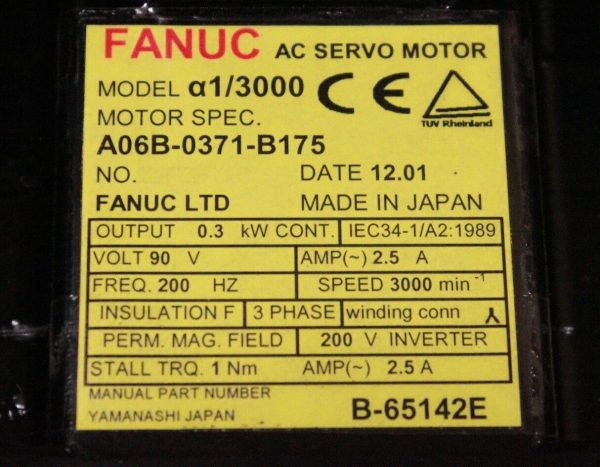 FANUC AC SERVO MOTOR
MODEL α1/3000
MOTOR SPEC.
CE
TUV Rheinland
A06B-0371-B175
NO. DATE 12.01
FANUC LTD MADE IN JAPAN
OUTPUT 0.3 kW CONT. IEC34-1/A2:1989
VOLT 90 V AMP(~) 2.5 A
FREQ. 200 HZ SPEED 3000 min⁻¹
INSULATION F 3 PHASE winding conn
PERM. MAG. FIELD 200 V INVERTER
STALL TRQ. 1 Nm AMP(~) 2.5 A
MANUAL PART NUMBER
YAMANASHI JAPAN B-65142E